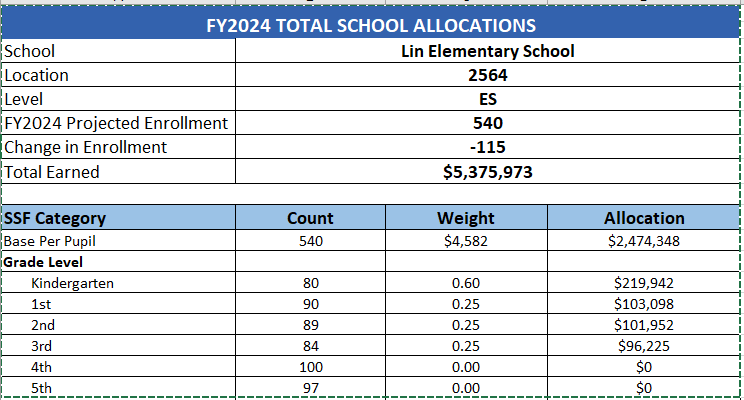 FY2024 TOTAL SCHOOL ALLOCATIONS
School Lin Elementary School
Location 2564
Level ES
FY2024 Projected Enrollment 540
Change in Enrollment -115
Total Earned $5,375,973
SSF Category Count Weight Allocation
Base Per Pupil 540 $4,582 $2,474,348
Grade Level
Kindergarten 80 0.60 $219,942
1st 90 0.25 $103,098
2nd 89 0.25 $101,952
3rd 84 0.25 $96,225
4th 100 0.00 $0
5th 97 0.00 $0